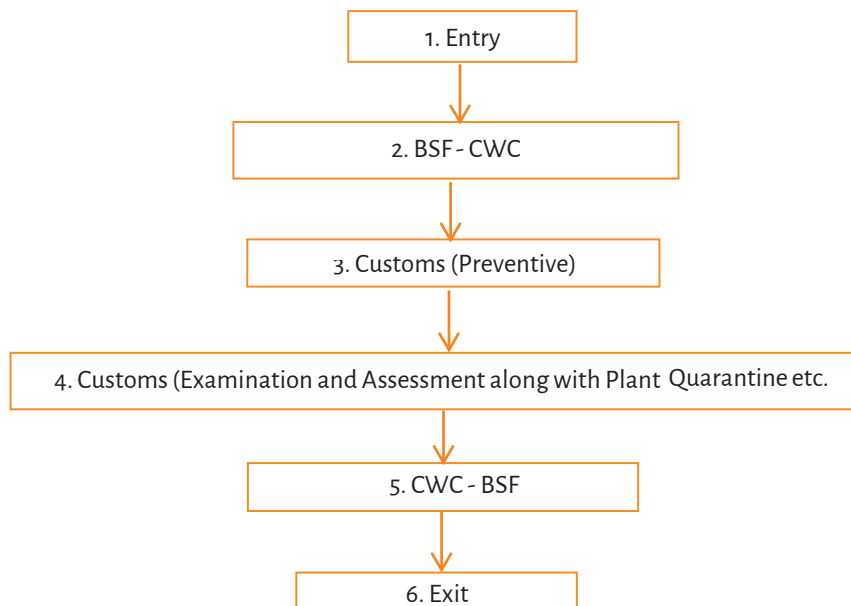 1. Entry
2. BSF - CWC
3. Customs (Preventive)
4. Customs (Examination and Assessment along with Plant Quarantine etc.
5. CWC - BSF
6. Exit